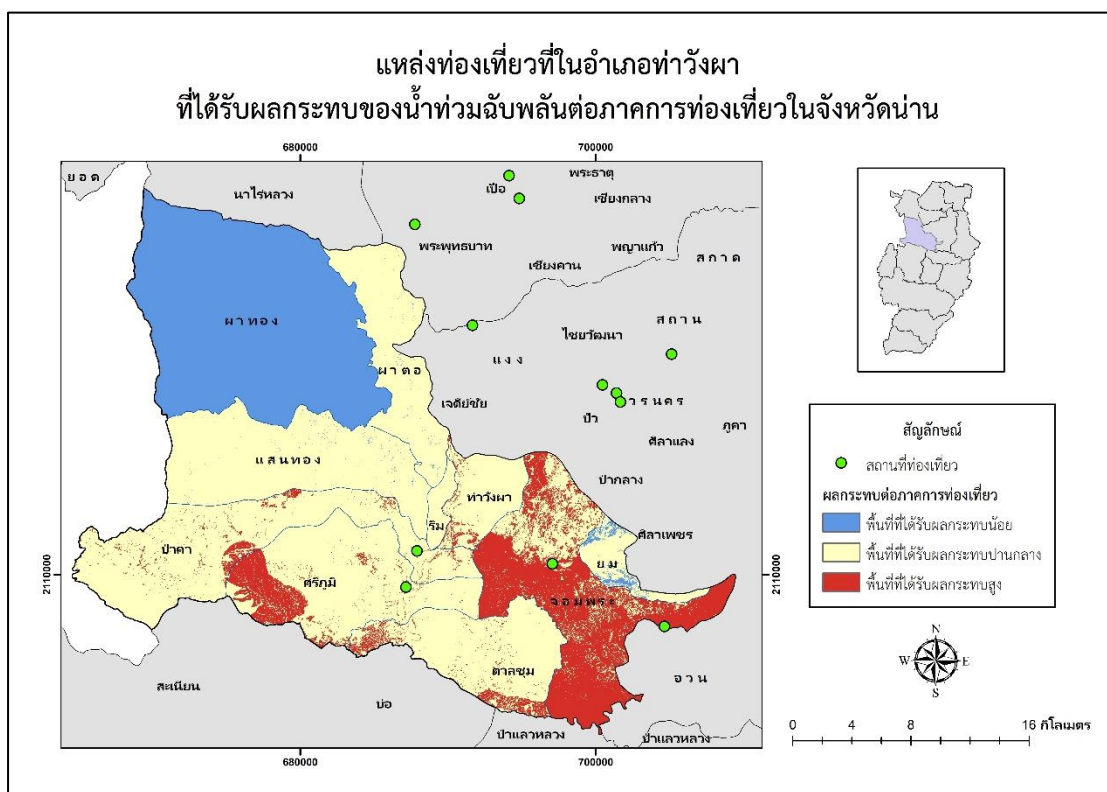 แหล่งท่องเที่ยวที่ในอำเภอท่าวังผา
ที่ได้รับผลกระทบของน้ำท่วมฉับพลันต่อภาคการท่องเที่ยวในจังหวัดน่าน
680000
700000
ยอด
นาไร่หลวง
เปือ
พระธาตุ
เชียงกลาง
พระพุทธบาท
พญาแก้ว
เชียงคาน
สกาด
ผาทอง
สถาน
ไชยวัฒนา
แงง
ผาตอ
เจดีย์ชัย
วรนคร
ปัว
ภูคา
ศิลาแลง
แสนทอง
ป่ากลาง
ท่าวังผา
ริม
ศิลาเพชร
ป่าคา
ยม
ศรีภูมิ
จอมพระ
2110000
2110000
ตาลชุม
อวน
สะเนียน
บ่อ
ป่าแลวหลวง
ป่าแลวหลวง
680000
700000
สัญลักษณ์
สถานที่ท่องเที่ยว
ผลกระทบต่อภาคการท่องเที่ยว
พื้นที่ที่ได้รับผลกระทบน้อย
พื้นที่ที่ได้รับผลกระทบปานกลาง
พื้นที่ที่ได้รับผลกระทบสูง
N
W E
S
0 4 8 16 กิโลเมตร